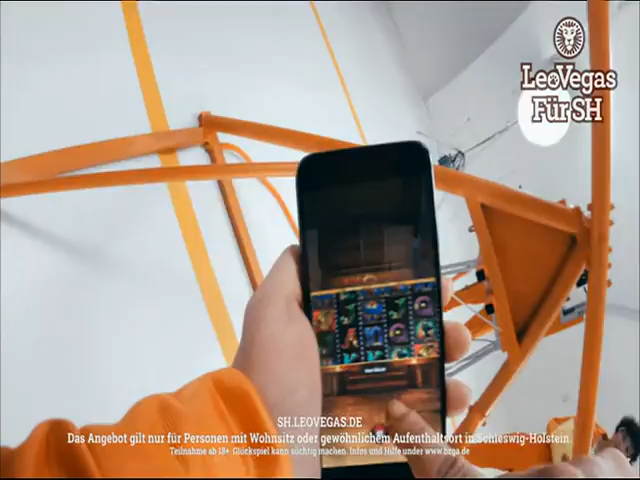 LeoVegas
Für SH
SH.LEOVEGAS.DE
Das Angebot gilt nur für Personen mit Wohnsitz oder gewöhnlichem Aufenthaltsort in Schleswig-Holstein
Teilnahme ab 18+ Glückspiel kann süchtig machen. Infos und Hilfe unter www.bzga.de